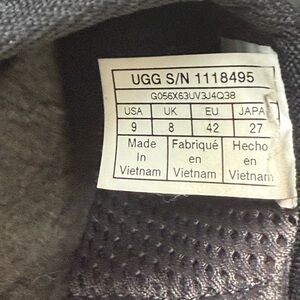 UGG S/N 1118495
G056X63UV3J4Q38
USA UK EU JAPA
9 8 42 27
Made Fabriqué Hecho
In en en
Vietnam Vietnam Vietnam